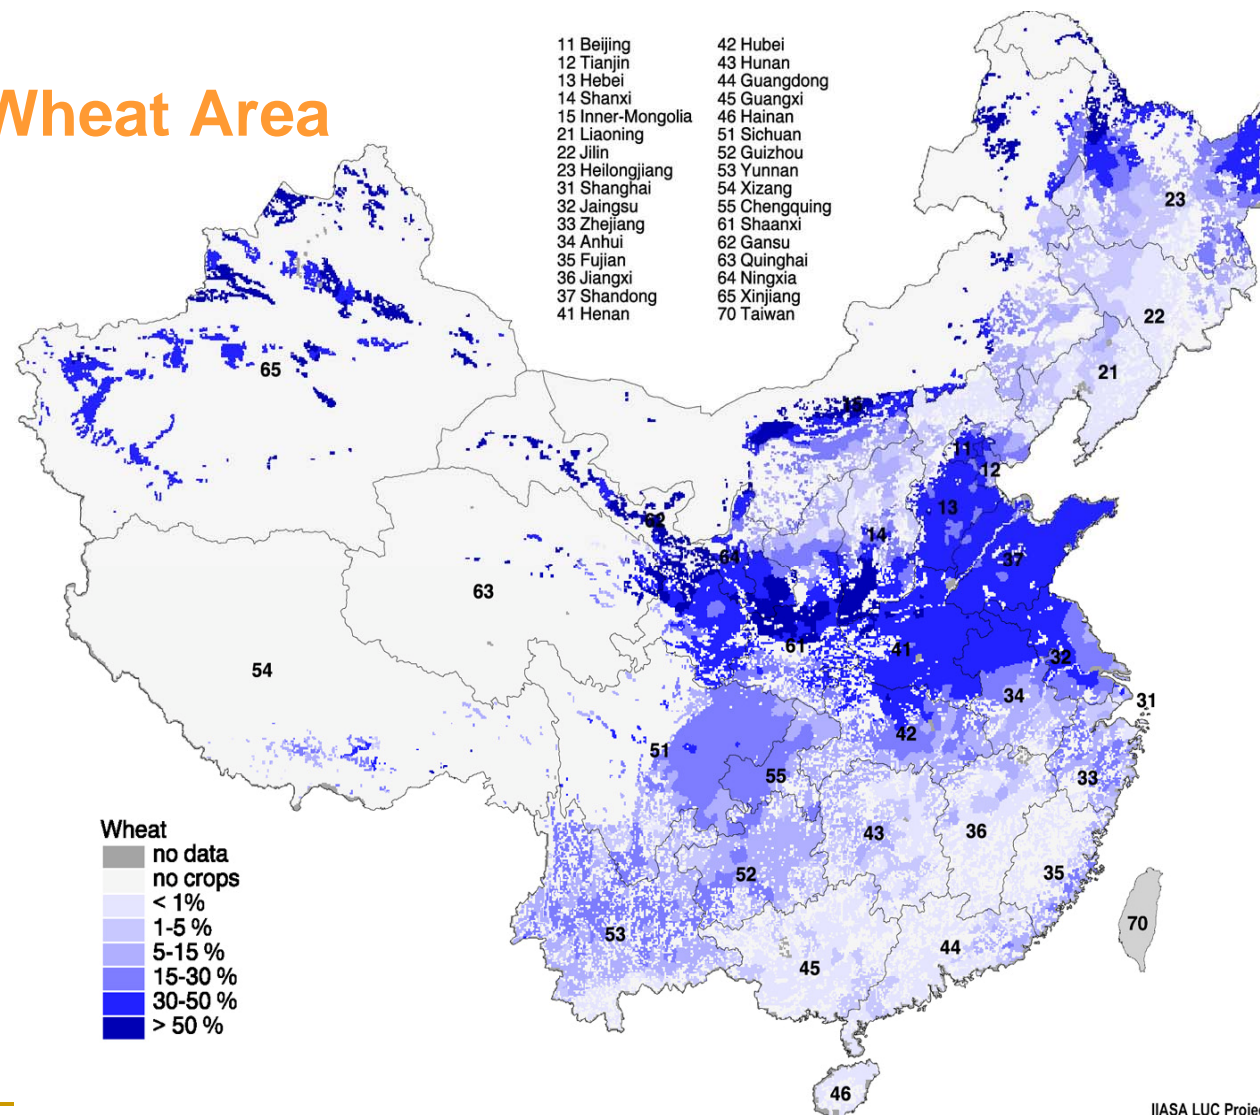 Wheat Area
11 Beijing
12 Tianjin
13 Hebei
14 Shanxi
15 Inner-Mongolia
21 Liaoning
22 Jilin
23 Heilongjiang
31 Shanghai
32 Jaingsu
33 Zhejiang
34 Anhui
35 Fujian
36 Jiangxi
37 Shandong
41 Henan
42 Hubei
43 Hunan
44 Guangdong
45 Guangxi
46 Hainan
51 Sichuan
52 Guizhou
53 Yunnan
54 Xizang
55 Chengquing
61 Shaanxi
62 Gansu
63 Quinghai
64 Ningxia
65 Xinjiang
70 Taiwan
23
22
65
21
15
11
12
13
62
14
37
64
63
61
41
32
54
34
31
42
51
55
33
43
36
52
35
53
70
44
45
46
Wheat
no data
no crops
< 1%
1-5 %
5-15 %
15-30 %
30-50 %
> 50 %
IIASA LUC Projec